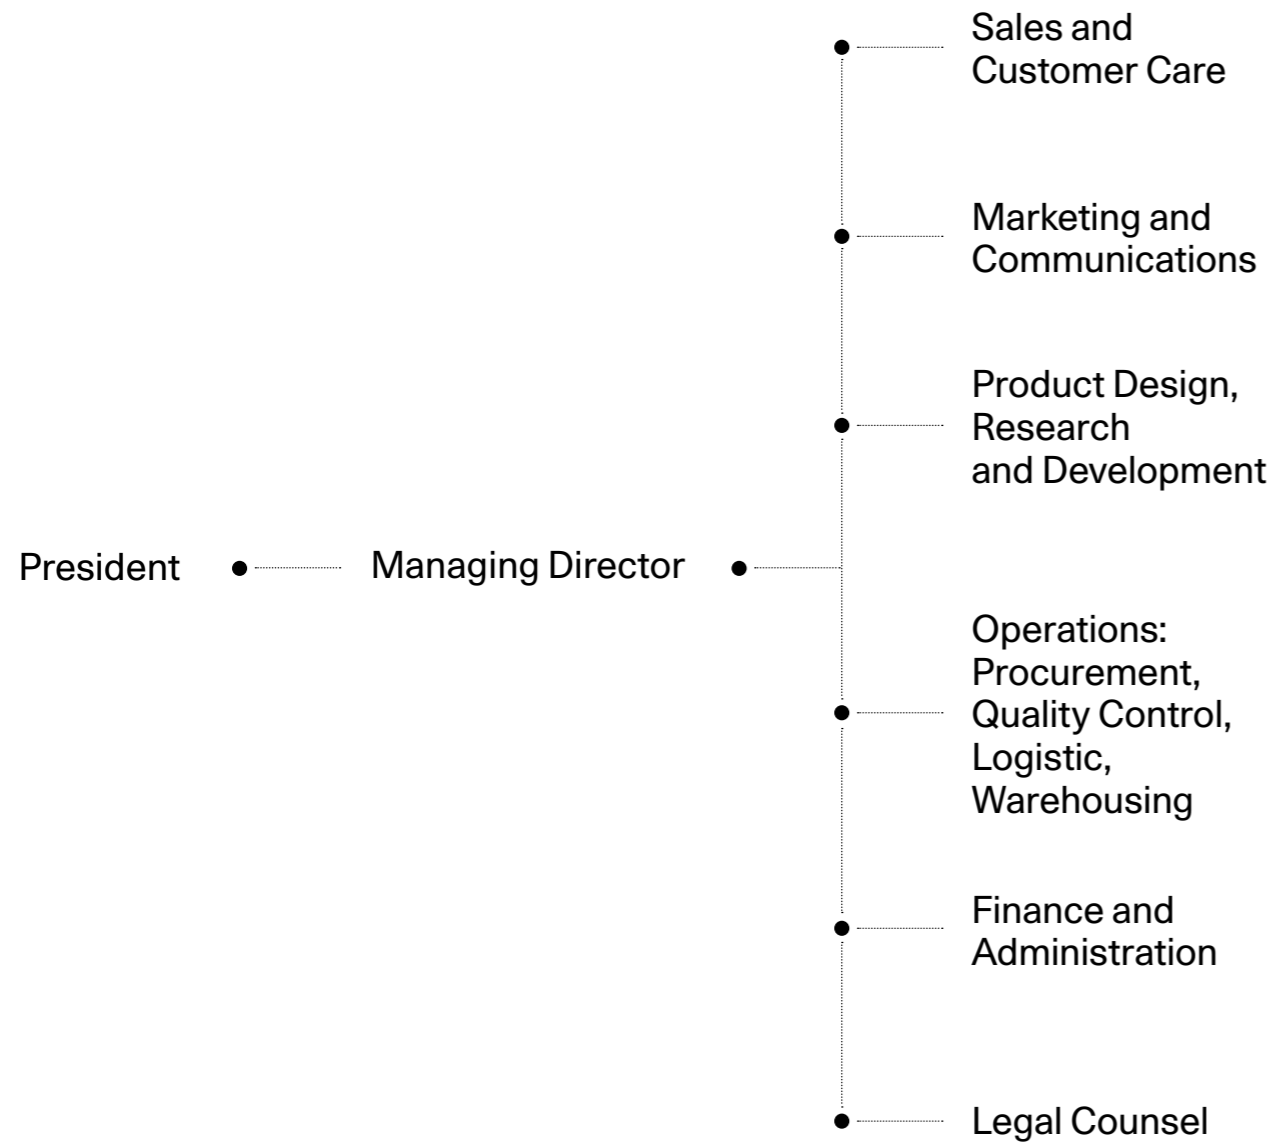 President
Managing Director
Sales and
Customer Care
Marketing and
Communications
Product Design,
Research
and Development
Operations:
Procurement,
Quality Control,
Logistic,
Warehousing
Finance and
Administration
Legal Counsel